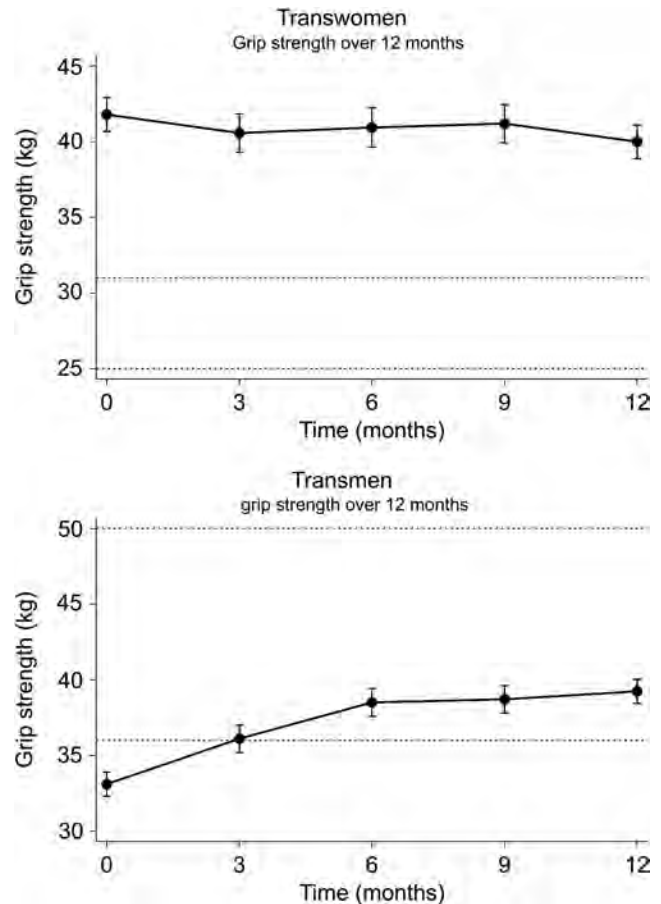 Transwomen
Grip strength over 12 months
45
40
35
30
25
Grip strength (kg)
0 3 6 9 12
Time (months)
Transmen
grip strength over 12 months
50
45
40
35
30
Grip strength (kg)
0 3 6 9 12
Time (months)